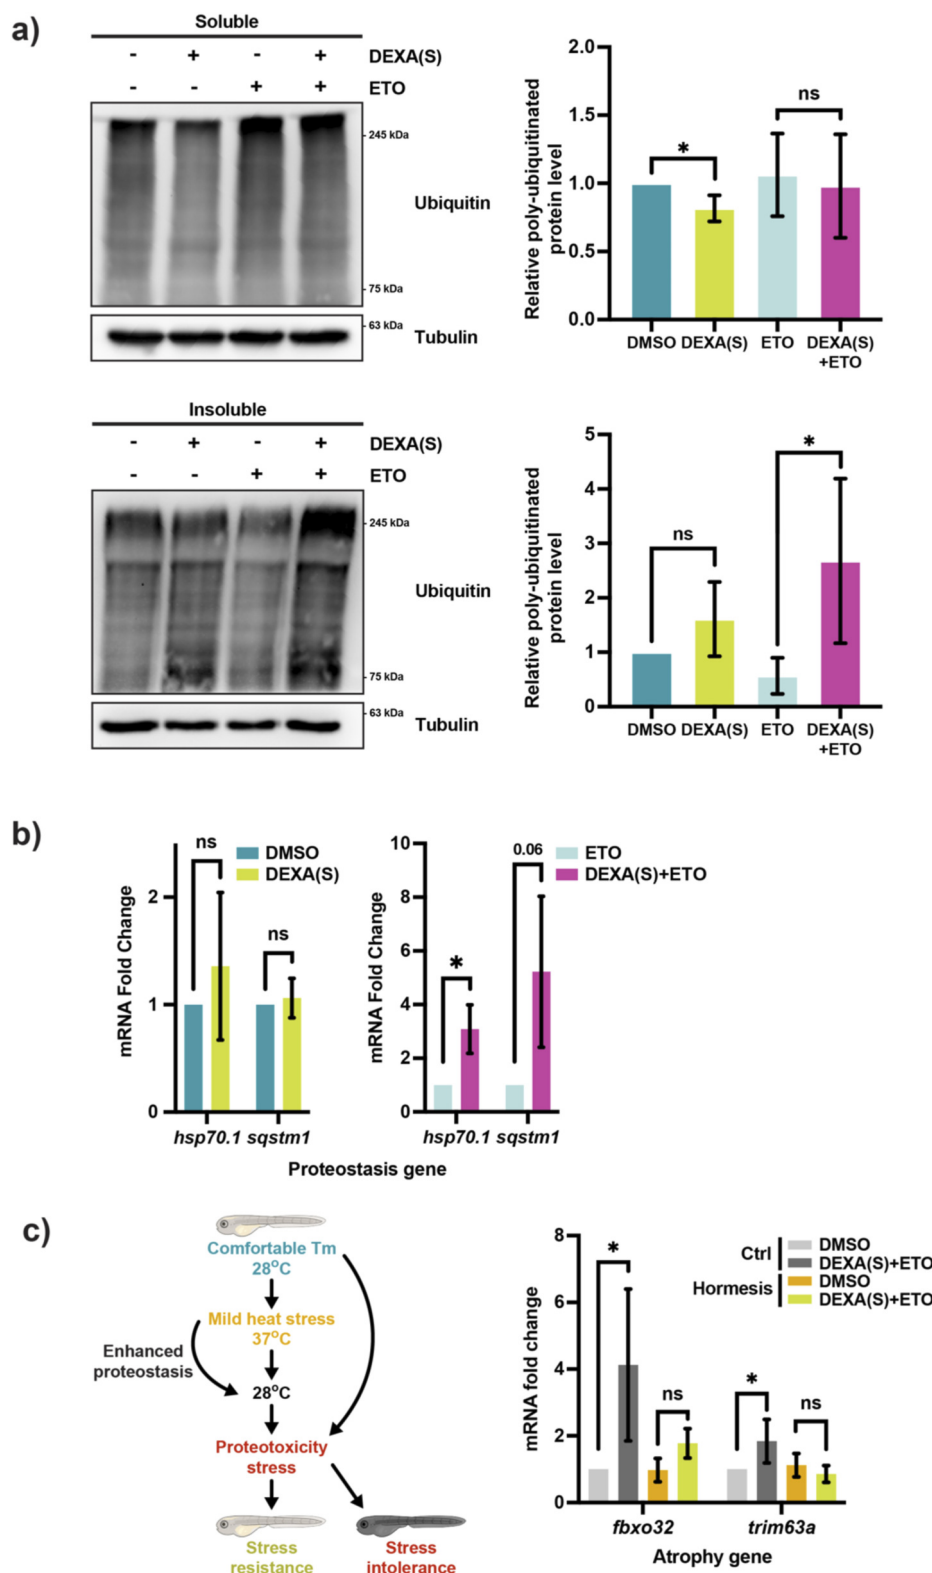 a)
Soluble
- + - + DEXA(S)
- - + + ETO
245 kDa
Ubiquitin
75 kDa
63 kDa
Tubulin
Relative poly-ubiquitinated
protein level
2.0
1.5
1.0
0.5
0.0
*
ns
DMSO DEXA(S) ETO DEXA(S)
+ETO
Insoluble
- + - + DEXA(S)
- - + + ETO
245 kDa
Ubiquitin
75 kDa
63 kDa
Tubulin
Relative poly-ubiquitinated
protein level
5
4
3
2
1
0
ns
*
DMSO DEXA(S) ETO DEXA(S)
+ETO
b)
mRNA Fold Change
2
1
0
ns
ns
DMSO
DEXA(S)
hsp70.1 sqstm1
mRNA Fold Change
10
8
6
4
2
0
*
0.06
ETO
DEXA(S)+ETO
hsp70.1 sqstm1
Proteostasis gene
c)
Comfortable Tm
28°C
Mild heat stress
37°C
Enhanced
proteostasis
28°C
Proteotoxicity
stress
Stress
resistance
Stress
intolerance
mRNA fold change
8
6
4
2
0
*
ns
*
ns
Ctrl
DMSO
DEXA(S)+ETO
Hormesis
DMSO
DEXA(S)+ETO
fbxo32 trim63a
Atrophy gene